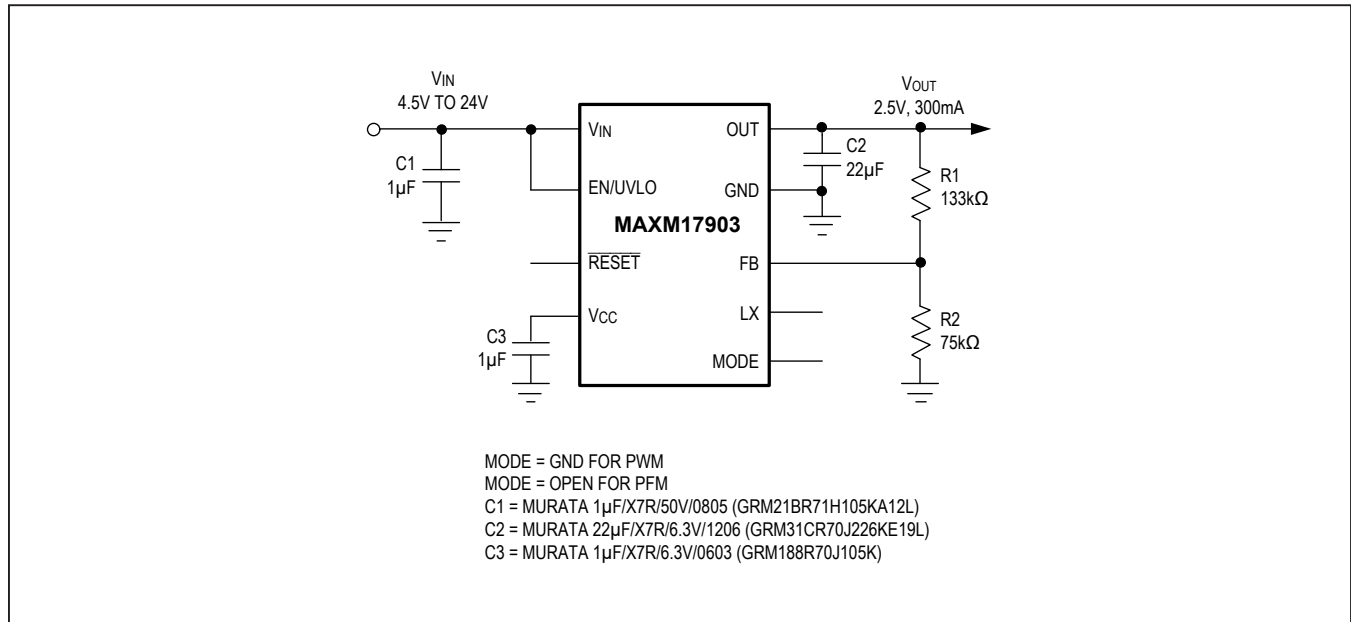 VIN
4.5V TO 24V
C1
1µF
VIN
EN/UVLO
RESET
VCC
C3
1µF
MAXM17903
OUT
GND
FB
LX
MODE
VOUT
2.5V, 300mA
C2
22µF
R1
133kΩ
R2
75kΩ
MODE = GND FOR PWM
MODE = OPEN FOR PFM
C1 = MURATA 1µF/X7R/50V/0805 (GRM21BR71H105KA12L)
C2 = MURATA 22µF/X7R/6.3V/1206 (GRM31CR70J226KE19L)
C3 = MURATA 1µF/X7R/6.3V/0603 (GRM188R70J105K)